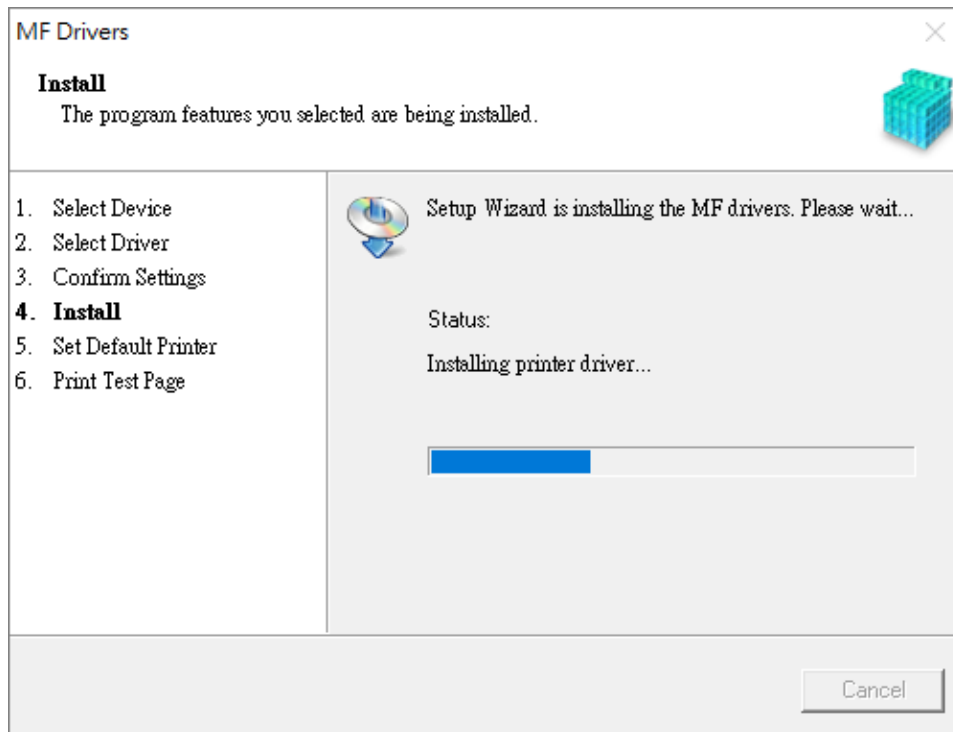 MF Drivers
Install
The program features you selected are being installed.
1. Select Device
2. Select Driver
3. Confirm Settings
4. Install
5. Set Default Printer
6. Print Test Page
Setup Wizard is installing the MF drivers. Please wait...
Status:
Installing printer driver...
Cancel